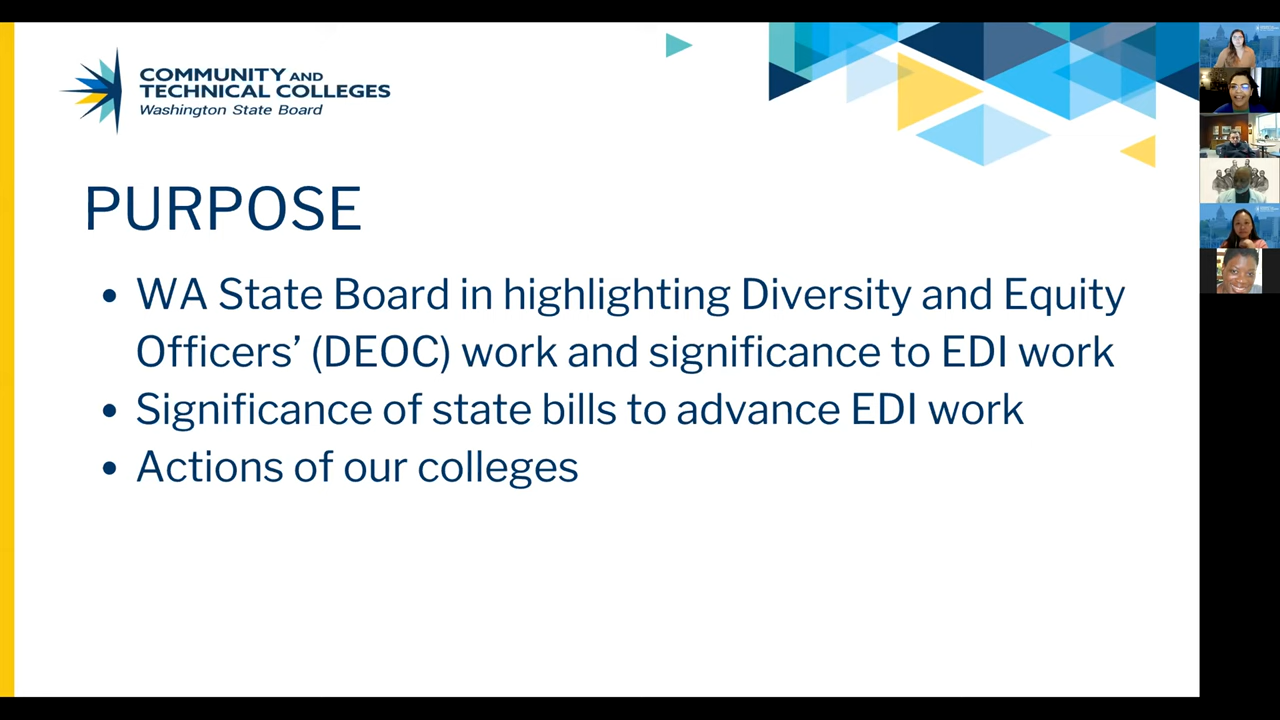 COMMUNITY AND
TECHNICAL COLLEGES
Washington State Board
PURPOSE
• WA State Board in highlighting Diversity and Equity
Officers’ (DEOC) work and significance to EDI work
• Significance of state bills to advance EDI work
• Actions of our colleges